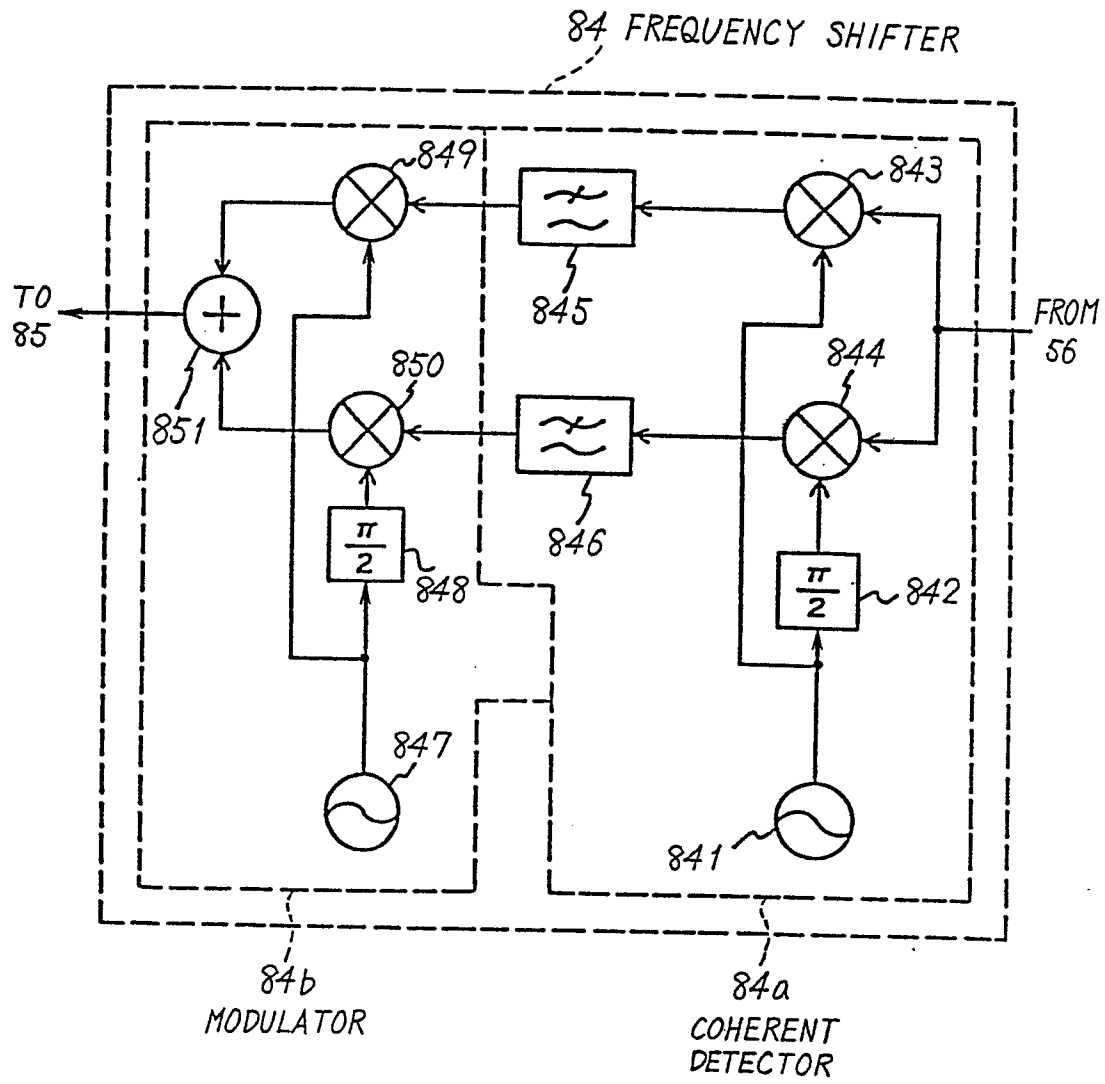 84 FREQUENCY SHIFTER
849
843
TO
85
845
FROM
56
850
844
851
846
π
2
848
π
2
842
847
841
84b
MODULATOR
84a
COHERENT
DETECTOR